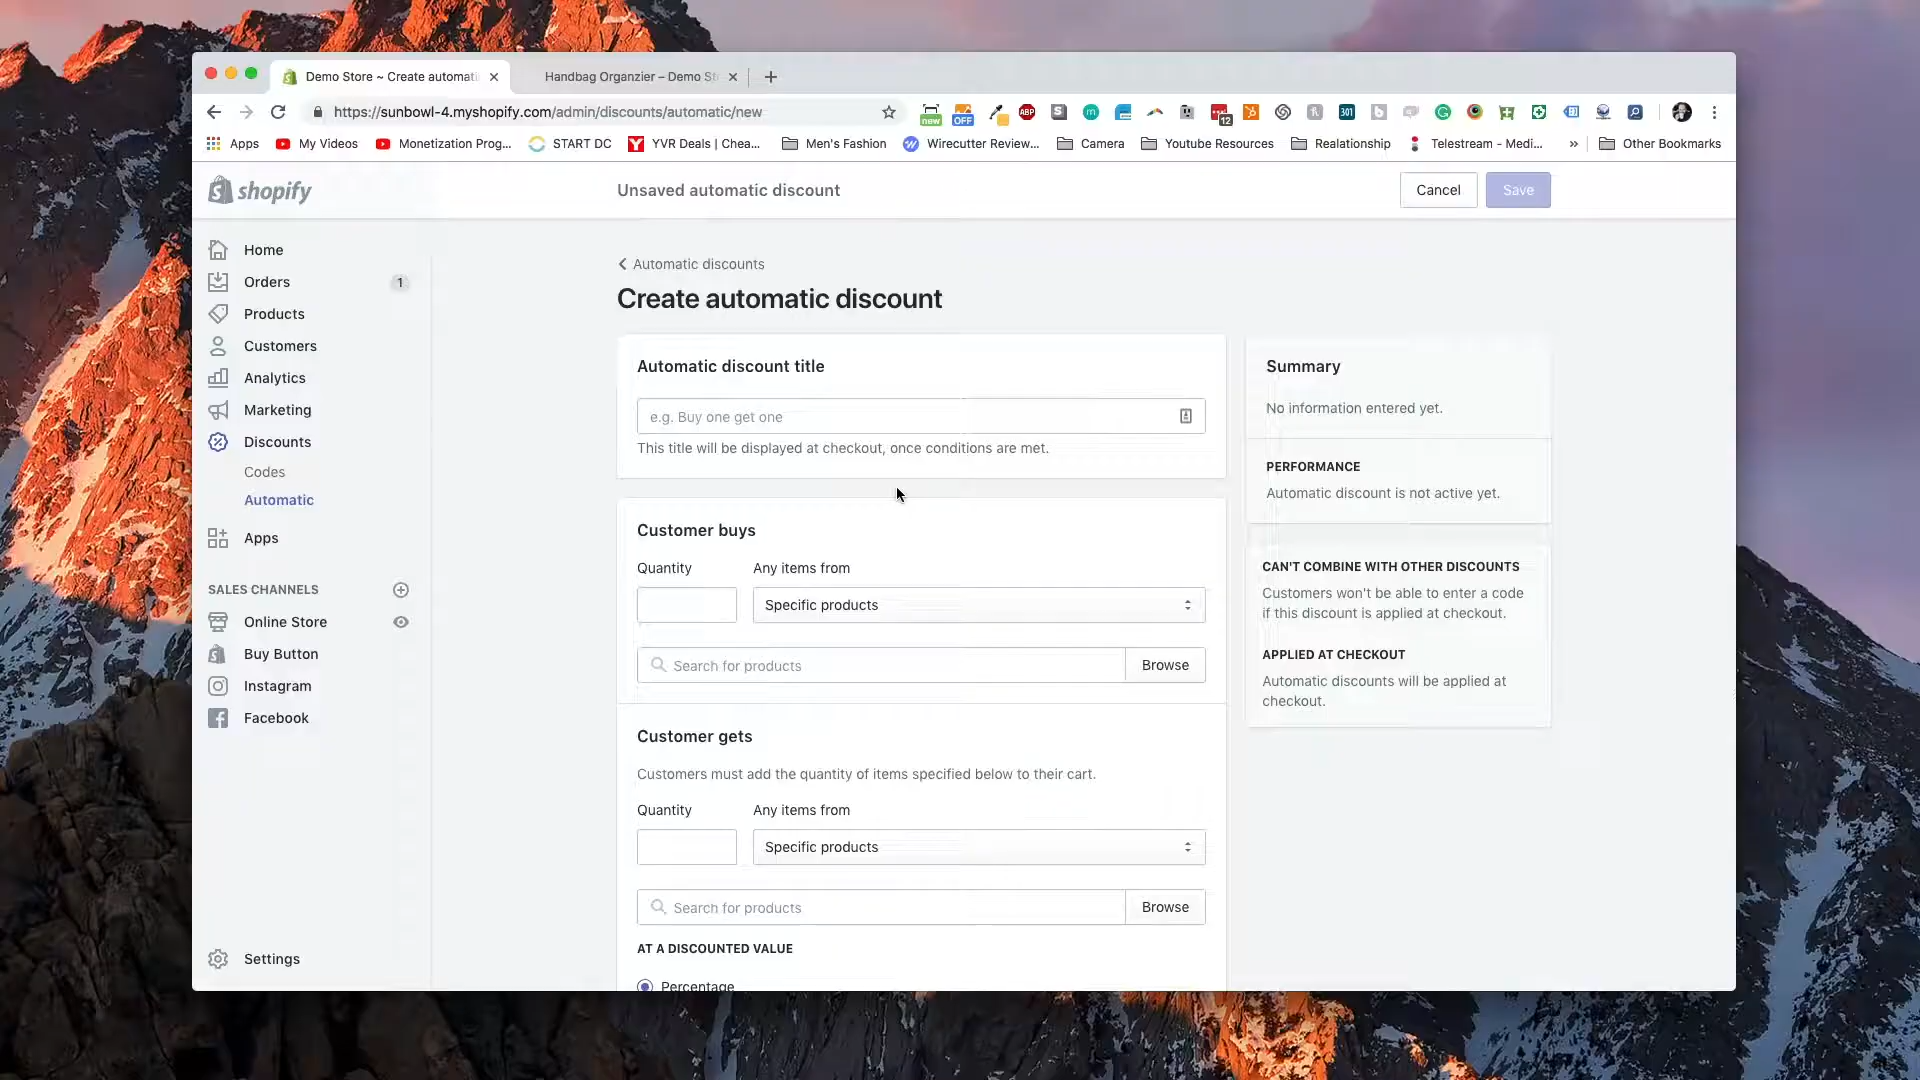 Demo Store ~ Create automati
Handbag Organzier – Demo St
https://sunbowl-4.myshopify.com/admin/discounts/automatic/new
new
OFF
ABP
12
301
Apps
My Videos
Monetization Prog...
START DC
YVR Deals | Chea...
Men's Fashion
Wirecutter Review...
Camera
Youtube Resources
Realationship
Telestream - Medi...
Other Bookmarks
shopify
Unsaved automatic discount
Cancel
Save
Home
Orders
1
Products
Customers
Analytics
Marketing
Discounts
Codes
Automatic
Apps
SALES CHANNELS
Online Store
Buy Button
Instagram
Facebook
Settings
Automatic discounts
Create automatic discount
Automatic discount title
e.g. Buy one get one
This title will be displayed at checkout, once conditions are met.
Customer buys
Quantity
Any items from
Specific products
Search for products
Browse
Customer gets
Customers must add the quantity of items specified below to their cart.
Quantity
Any items from
Specific products
Search for products
Browse
AT A DISCOUNTED VALUE
Percentage
Summary
No information entered yet.
PERFORMANCE
Automatic discount is not active yet.
CAN'T COMBINE WITH OTHER DISCOUNTS
Customers won't be able to enter a code
if this discount is applied at checkout.
APPLIED AT CHECKOUT
Automatic discounts will be applied at
checkout.